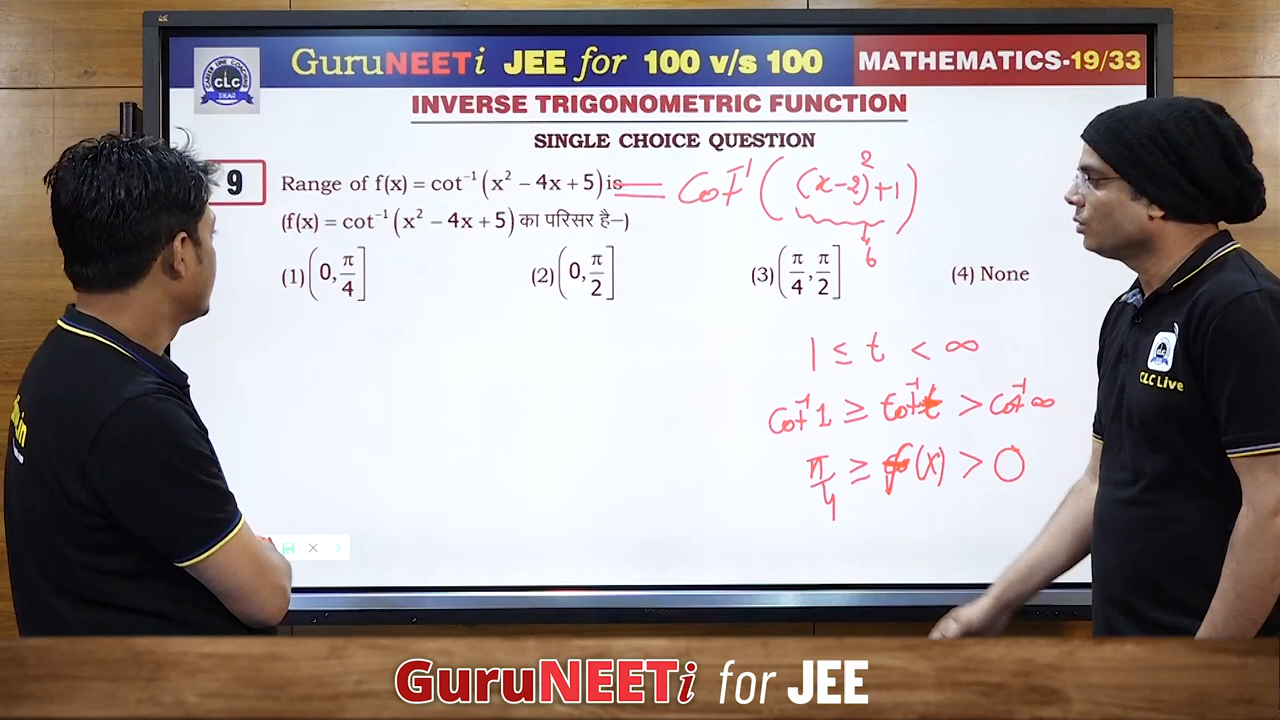 GuruNEETi JEE for 100 v/s 100 MATHEMATICS-19/33
CLC
SIKAR
INVERSE TRIGONOMETRIC FUNCTION
SINGLE CHOICE QUESTION
9 Range of f(x) = cot⁻¹(x² − 4x + 5) is = Cot⁻¹((x−2)²+1)
(f(x) = cot⁻¹(x² − 4x + 5) का परिसर है-)
t
(1) (0, π/4] (2) (0, π/2] (3) (π/4, π/2] (4) None
1 ≤ t < ∞
Cot⁻¹1 ≥ Cot⁻¹t > Cot⁻¹∞
π/4 ≥ f(x) > 0
CLC Live
GuruNEETi for JEE